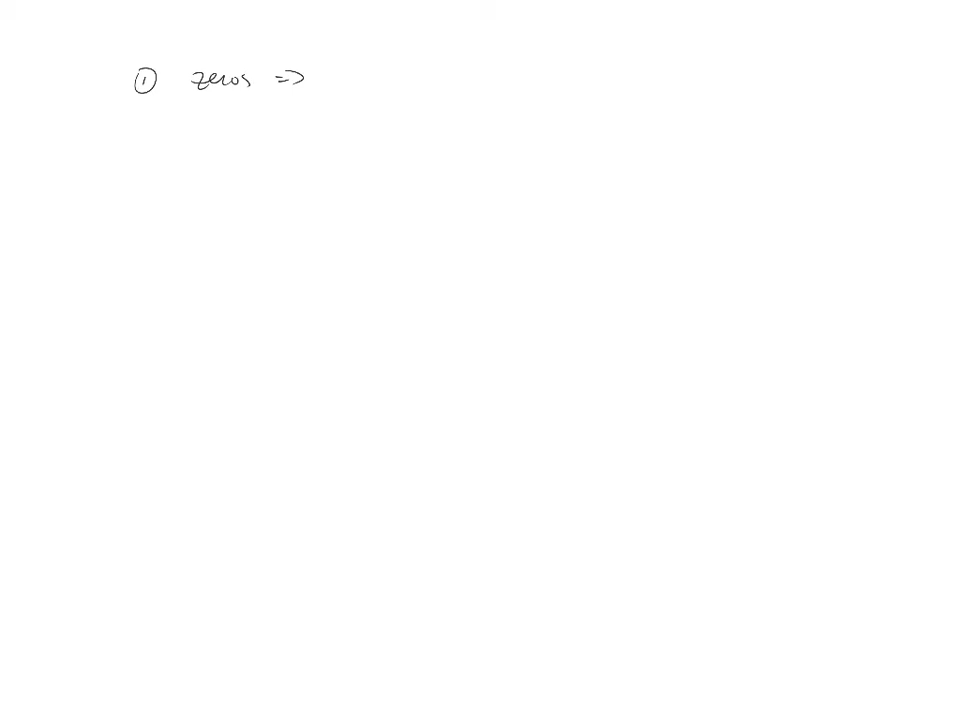 ① zeros =>